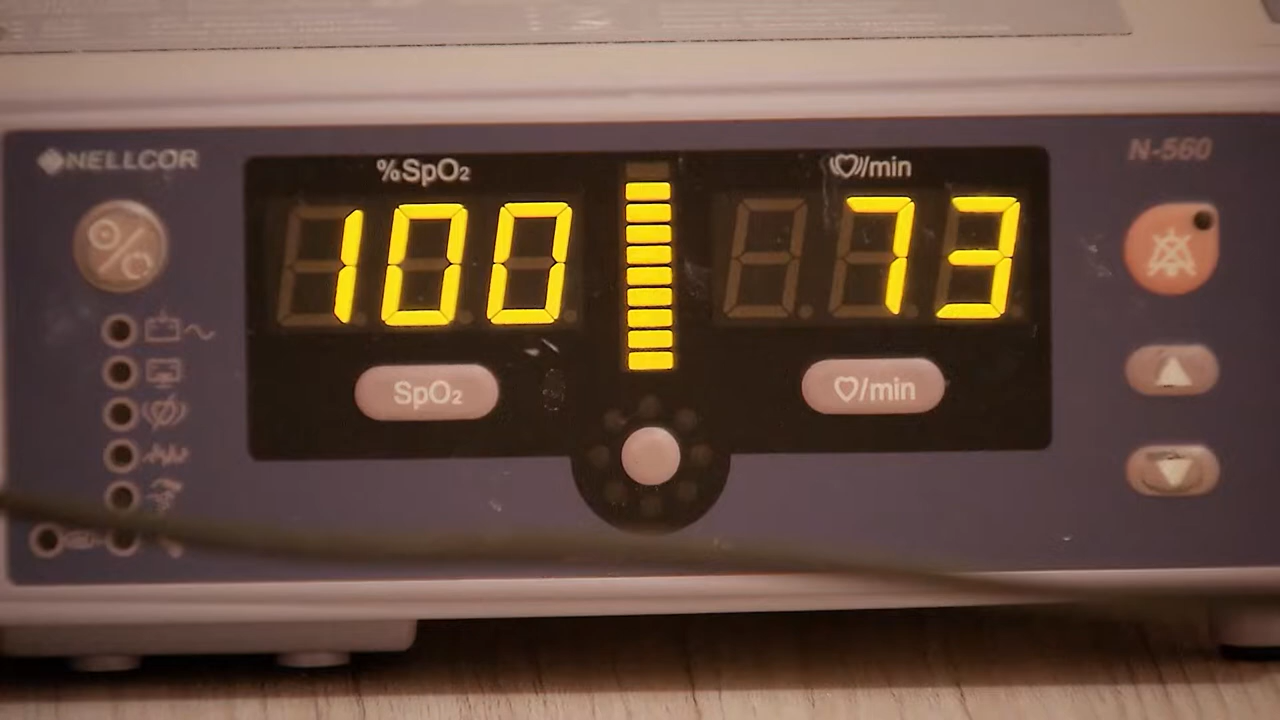 NELLCOR
%SpO₂
/min
N-560
100
73
SpO₂
/min